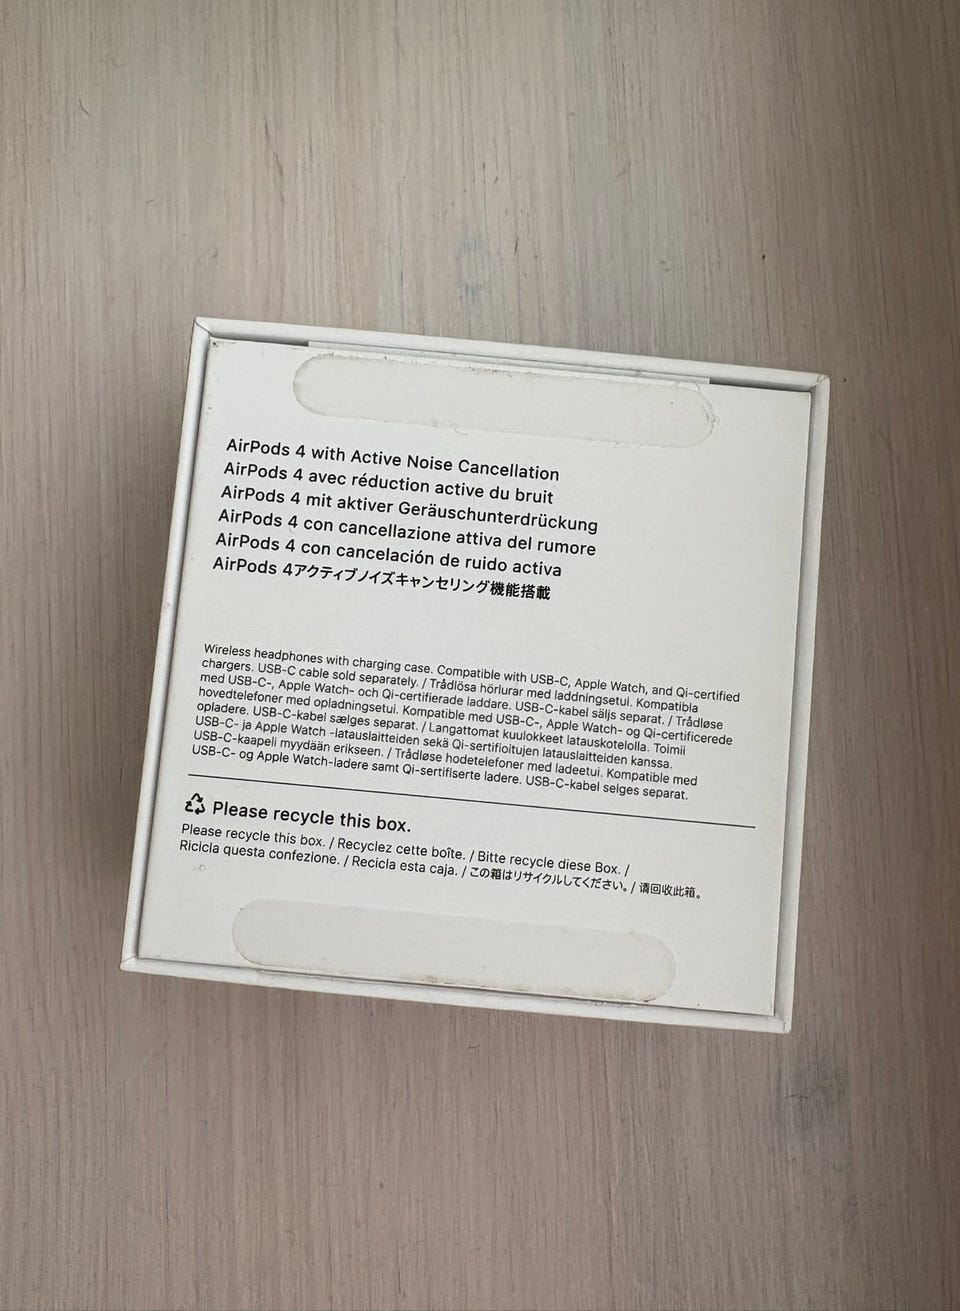 AirPods 4 with Active Noise Cancellation
AirPods 4 avec réduction active du bruit
AirPods 4 mit aktiver Geräuschunterdrückung
AirPods 4 con cancellazione attiva del rumore
AirPods 4 con cancelación de ruido activa
AirPods 4アクティブノイズキャンセリング機能搭載
Wireless headphones with charging case. Compatible with USB-C, Apple Watch, and Qi-certified
chargers. USB-C cable sold separately. / Trådlösa hörlurar med laddningsetui. Kompatibla
med USB-C-, Apple Watch- och Qi-certifierade laddare. USB-C-kabel säljs separat. / Trådløse
hovedtelefoner med opladningsetui. Kompatible med USB-C-, Apple Watch- og Qi-certificerede
opladere. USB-C-kabel sælges separat. / Langattomat kuulokkeet latauskotelolla. Toimii
USB-C- ja Apple Watch -latauslaitteiden sekä Qi-sertifioitujen latauslaitteiden kanssa.
USB-C-kaapeli myydään erikseen. / Trådløse hodetelefoner med ladeetui. Kompatible med
USB-C- og Apple Watch-ladere samt Qi-sertifiserte ladere. USB-C-kabel selges separat.
Please recycle this box.
Please recycle this box. / Recyclez cette boîte. / Bitte recycle diese Box. /
Ricicla questa confezione. / Recicla esta caja. / この箱はリサイクルしてください。/ 请回收此箱。